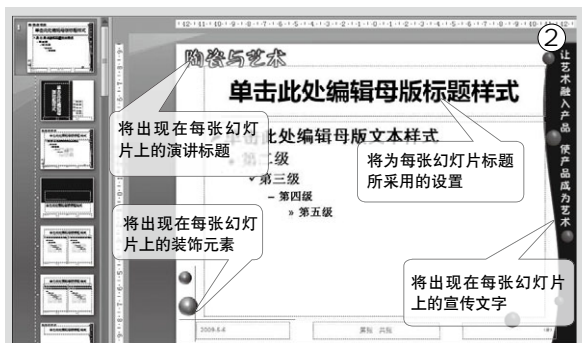 ②
陶瓷与艺术
单击此处编辑母版标题样式
单击此处编辑母版文本样式
第二级
第三级
– 第四级
» 第五级
将出现在每张幻灯
片上的演讲标题
将为每张幻灯片标题
所采用的设置
将出现在每张幻灯
片上的装饰元素
将出现在每张幻灯片
上的宣传文字
让艺术融入产品 使产品成为艺术
2009-5-6